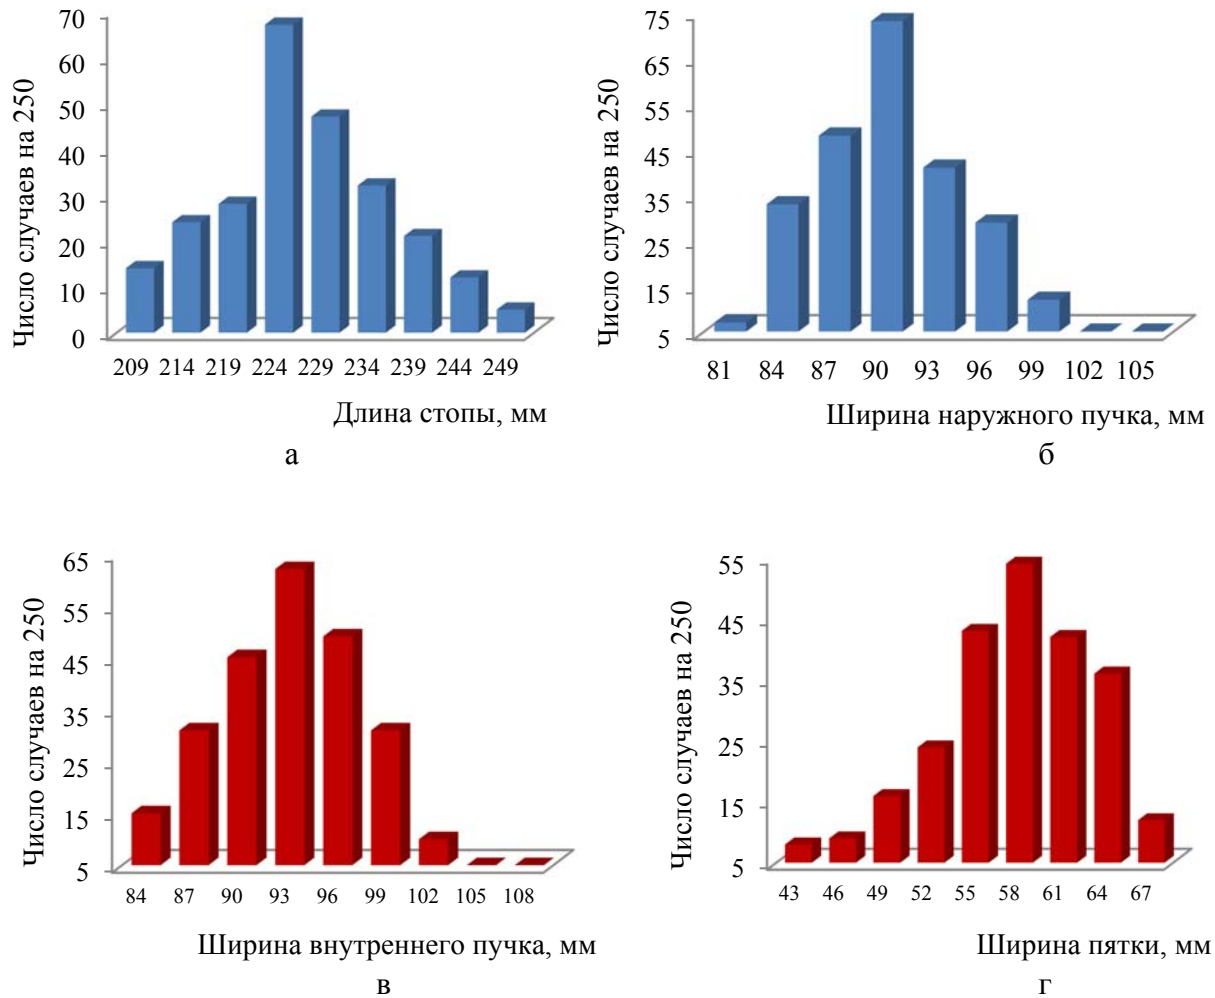 Число случаев на 250
70
60
50
40
30
20
10
0
209 214 219 224 229 234 239 244 249
Длина стопы, мм
а
Число случаев на 250
75
65
55
45
35
25
15
5
81 84 87 90 93 96 99 102 105
Ширина наружного пучка, мм
б
Число случаев на 250
65
55
45
35
25
15
5
84 87 90 93 96 99 102 105 108
Ширина внутреннего пучка, мм
в
Число случаев на 250
55
45
35
25
15
5
43 46 49 52 55 58 61 64 67
Ширина пятки, мм
г